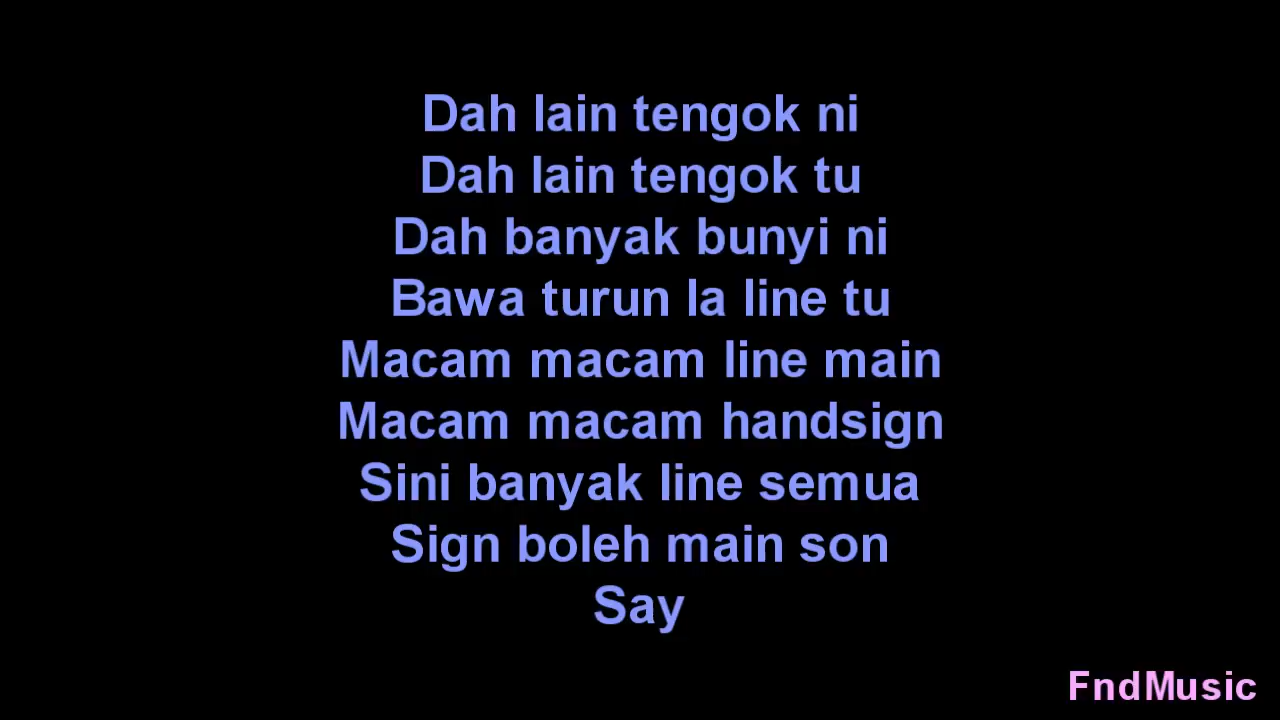 Dah lain tengok ni
Dah lain tengok tu
Dah banyak bunyi ni
Bawa turun la line tu
Macam macam line main
Macam macam handsign
Sini banyak line semua
Sign boleh main son
Say
FndMusic